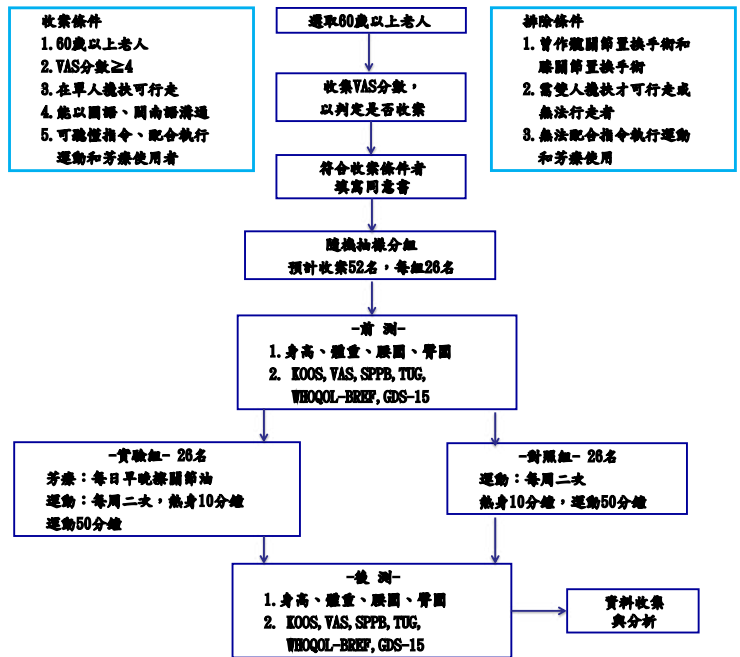 收案條件
1.60歲以上老人
2.VAS分數≧4
3.在單人攙扶可行走
4.能以國語、閩南語溝通
5.可聽懂指令、配合執行
運動和芳療使用者
選取60歲以上老人
收集VAS分數，
以判定是否收案
符合收案條件者
填寫同意書
排除條件
1.曾作髖關節置換手術和
膝關節置換手術
2.需雙人攙扶才可行走或
無法行走者
3.無法配合指令執行運動
和芳療使用
隨機抽樣分組
預計收案52名，每組26名
-前 測-
1.身高、體重、腰圍、臀圍
2. KOOS,VAS,SPPB,TUG,
WHOQOL-BREF,GDS-15
-實驗組- 26名
芳療：每日早晚擦關節油
運動：每周二次，熱身10分鐘
運動50分鐘
-對照組- 26名
運動：每周二次
熱身10分鐘，運動50分鐘
-後 測-
1.身高、體重、腰圍、臀圍
2. KOOS,VAS,SPPB,TUG,
WHOQOL-BREF,GDS-15
資料收集
與分析